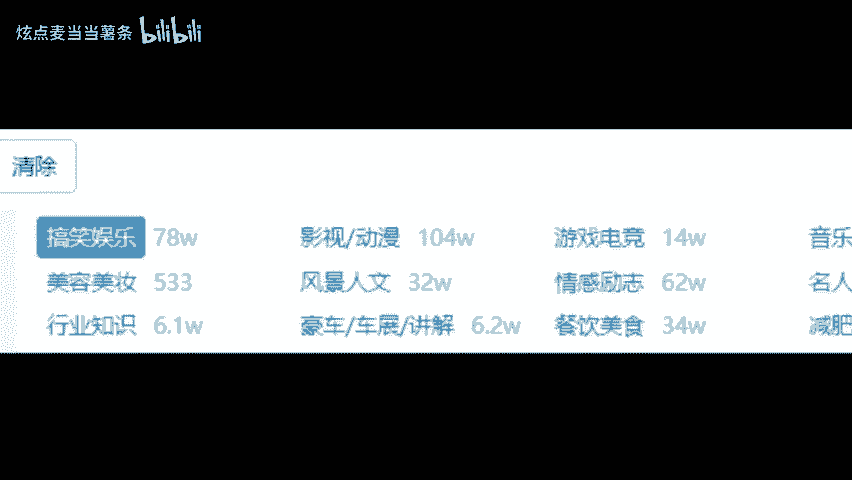 炫点麦当当薯条 bilibili
清除
搞笑娱乐 78w 影视/动漫 104w 游戏电竞 14w 音乐
美容美妆 533 风景人文 32w 情感励志 62w 名人
行业知识 6.1w 豪车/车展/讲解 6.2w 餐饮美食 34w 减肥